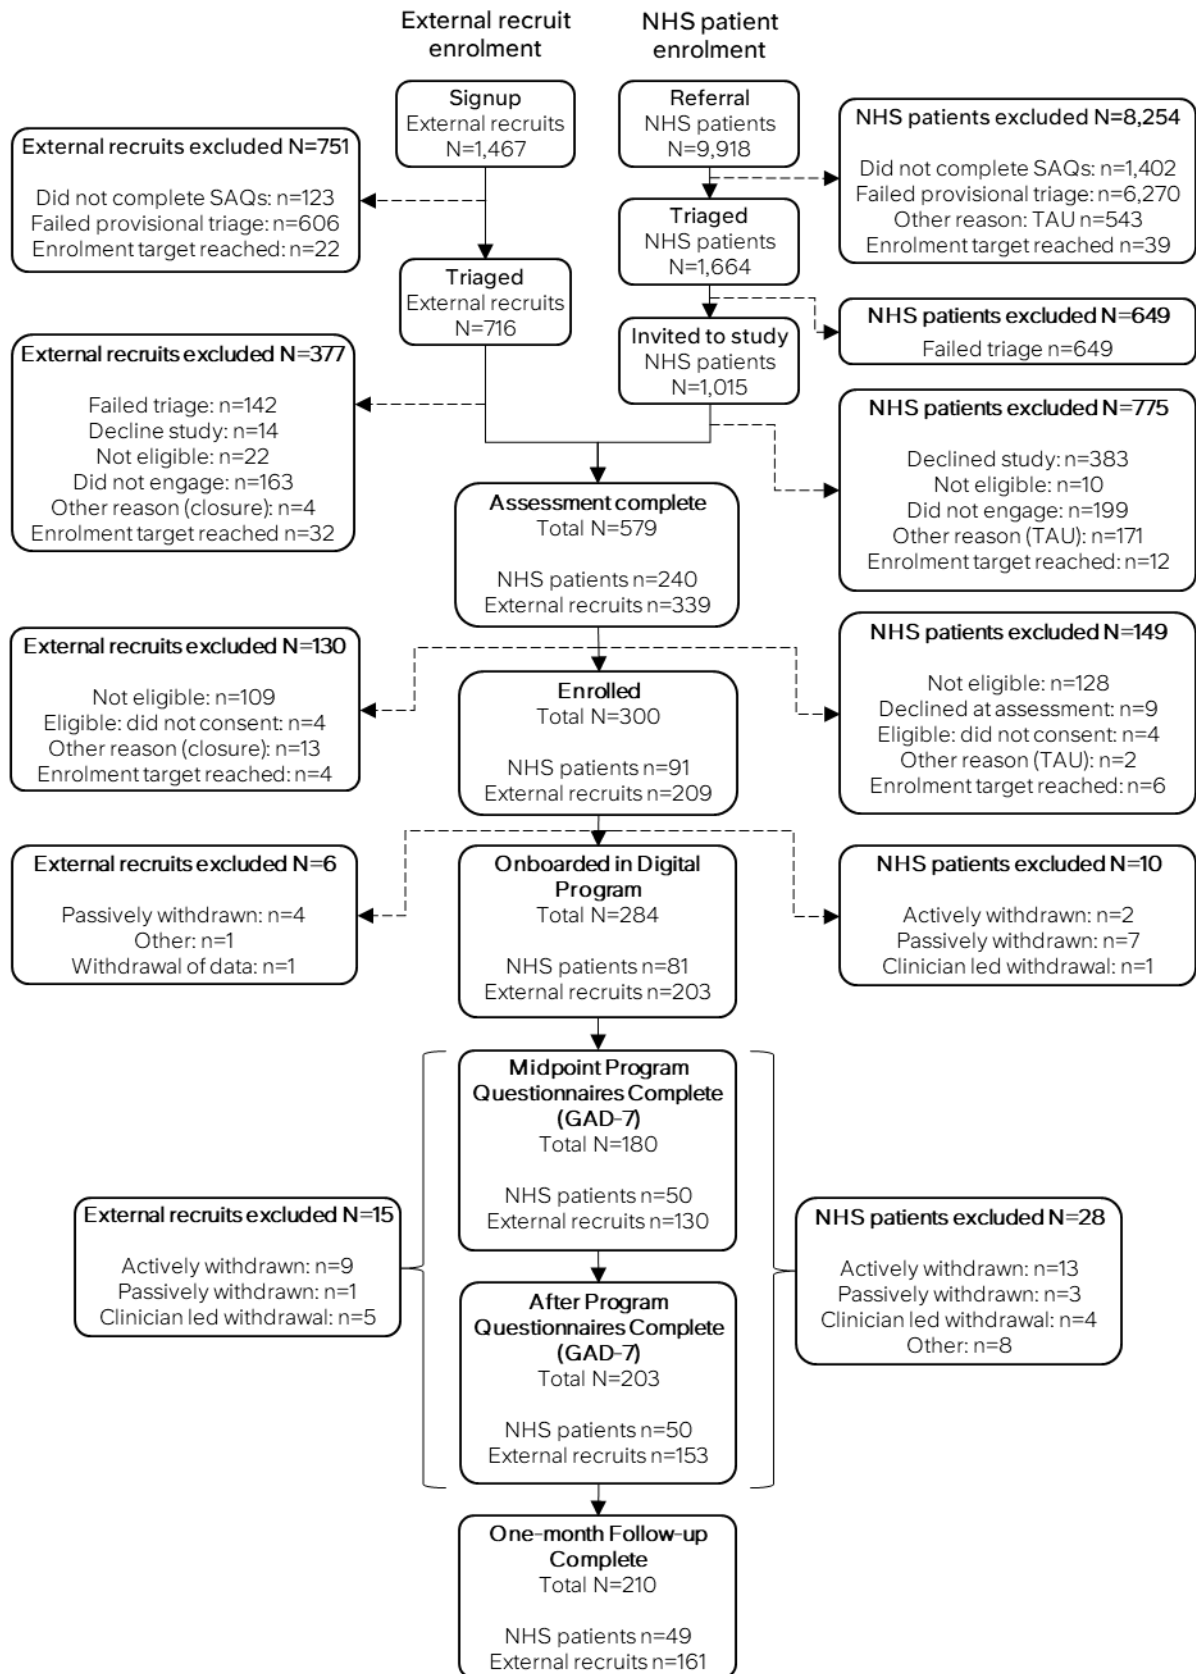 External recruit
enrolment
NHS patient
enrolment
Signup
External recruits
N=1,467
Referral
NHS patients
N=9,918
External recruits excluded N=751
Did not complete SAQs: n=123
Failed provisional triage: n=606
Enrolment target reached: n=22
NHS patients excluded N=8,254
Did not complete SAQs: n=1,402
Failed provisional triage: n=6,270
Other reason: TAU n=543
Enrolment target reached n=39
Triaged
NHS patients
N=1,664
Triaged
External recruits
N=716
NHS patients excluded N=649
Failed triage n=649
Invited to study
NHS patients
N=1,015
External recruits excluded N=377
Failed triage: n=142
Decline study: n=14
Not eligible: n=22
Did not engage: n=163
Other reason (closure): n=4
Enrolment target reached n=32
NHS patients excluded N=775
Declined study: n=383
Not eligible: n=10
Did not engage: n=199
Other reason (TAU): n=171
Enrolment target reached: n=12
Assessment complete
Total N=579
NHS patients n=240
External recruits n=339
External recruits excluded N=130
Not eligible: n=109
Eligible: did not consent: n=4
Other reason (closure): n=13
Enrolment target reached: n=4
NHS patients excluded N=149
Not eligible: n=128
Declined at assessment: n=9
Eligible: did not consent: n=4
Other reason (TAU): n=2
Enrolment target reached: n=6
Enrolled
Total N=300
NHS patients n=91
External recruits n=209
External recruits excluded N=6
Passively withdrawn: n=4
Other: n=1
Withdrawal of data: n=1
Onboarded in Digital
Program
Total N=284
NHS patients n=81
External recruits n=203
NHS patients excluded N=10
Actively withdrawn: n=2
Passively withdrawn: n=7
Clinician led withdrawal: n=1
Midpoint Program
Questionnaires Complete
(GAD-7)
Total N=180
NHS patients n=50
External recruits n=130
External recruits excluded N=15
Actively withdrawn: n=9
Passively withdrawn: n=1
Clinician led withdrawal: n=5
NHS patients excluded N=28
Actively withdrawn: n=13
Passively withdrawn: n=3
Clinician led withdrawal: n=4
Other: n=8
After Program
Questionnaires Complete
(GAD-7)
Total N=203
NHS patients n=50
External recruits n=153
One-month Follow-up
Complete
Total N=210
NHS patients n=49
External recruits n=161